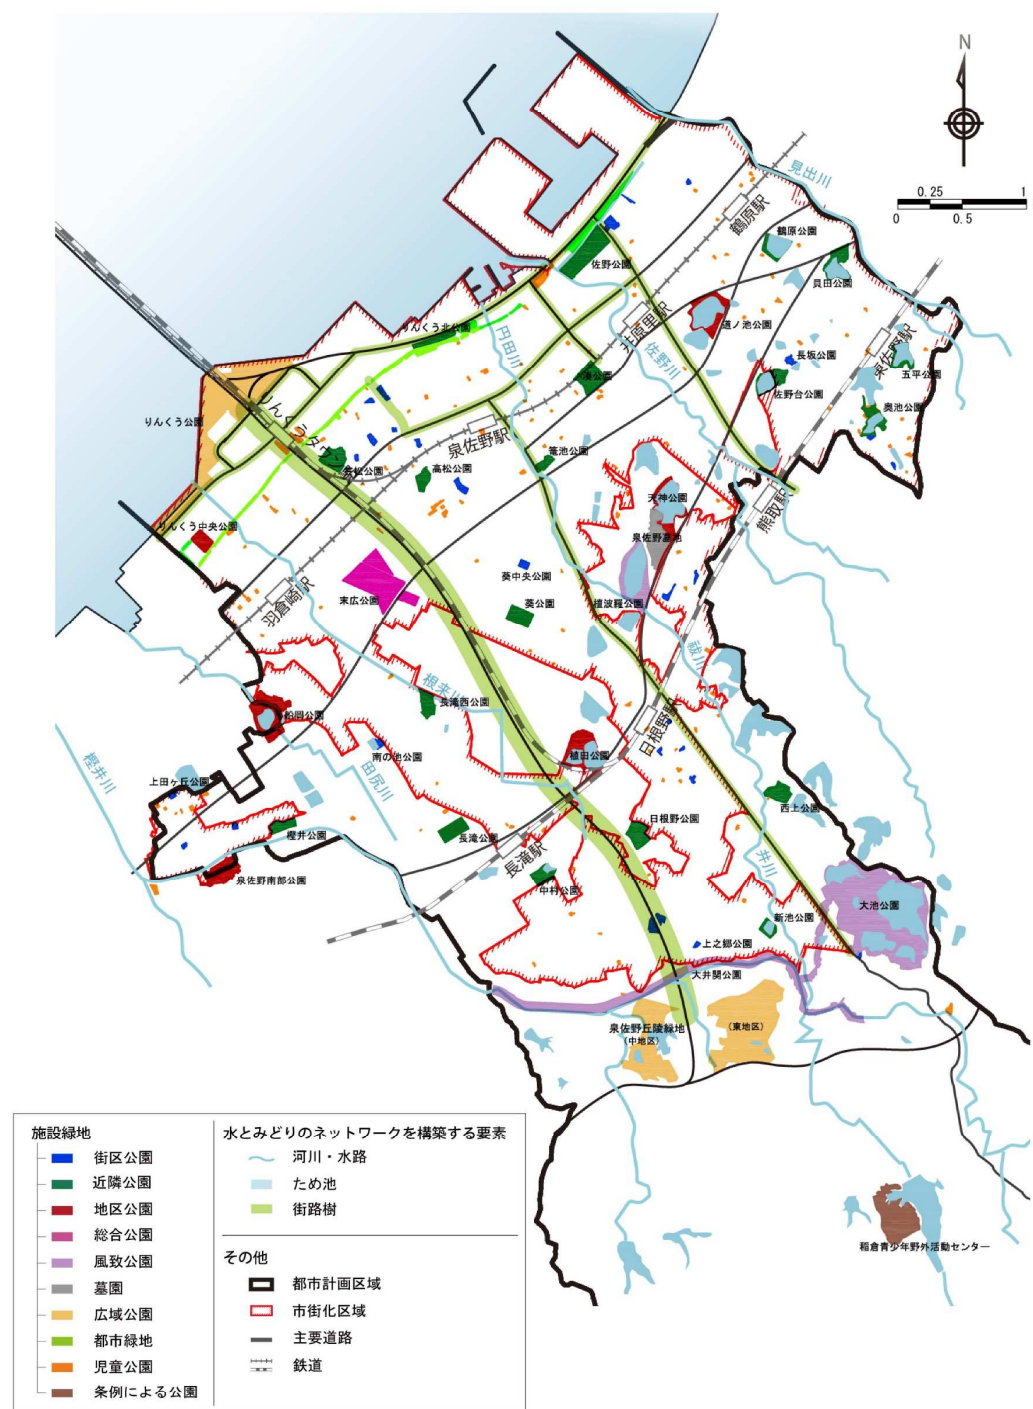 N
0.25
1
0
0.5
見出川
鶴原駅
鶴原公園
佐野公園
貝田公園
りんくう北公園
円田川
井原里駅
道ノ池公園
佐野川
東佐野駅
長坂公園
五平公園
湊公園
佐野台公園
奥池公園
りんくう公園
りんくうタウン駅
泉佐野駅
篭池公園
高松公園
熊取駅
天神公園
りんくう中央公園
泉佐野墓地
羽倉崎駅
末広公園
葵中央公園
葵公園
檀波羅公園
祓川
根来川
長滝西公園
船岡公園
日根野駅
南の池公園
植田公園
樫井川
田尻川
上田ヶ丘公園
西上公園
樫井公園
長滝公園
日根野公園
長滝駅
井川
泉佐野南部公園
中村公園
大池公園
新池公園
上之郷公園
大井関公園
泉佐野丘陵緑地
(中地区)
(東地区)
稲倉青少年野外活動センター
施設緑地
街区公園
近隣公園
地区公園
総合公園
風致公園
墓園
広域公園
都市緑地
児童公園
条例による公園
水とみどりのネットワークを構築する要素
河川・水路
ため池
街路樹
その他
都市計画区域
市街化区域
主要道路
鉄道